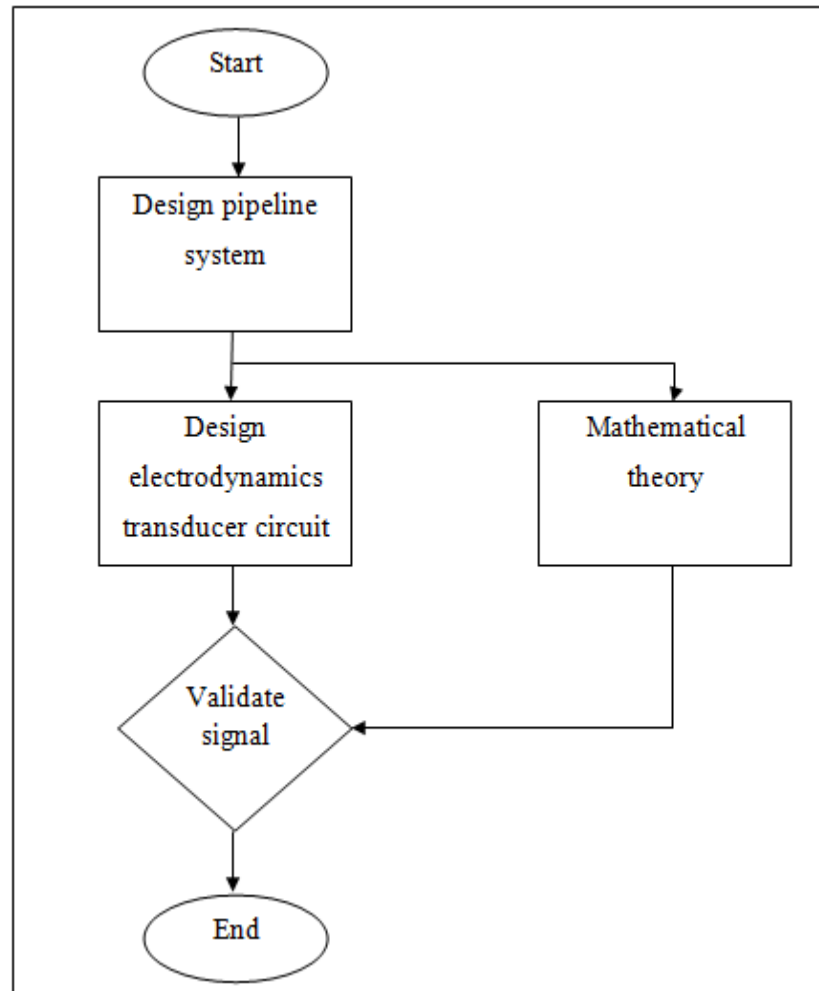 Start
Design pipeline
system
Design
electrodynamics
transducer circuit
Mathematical
theory
Validate
signal
End